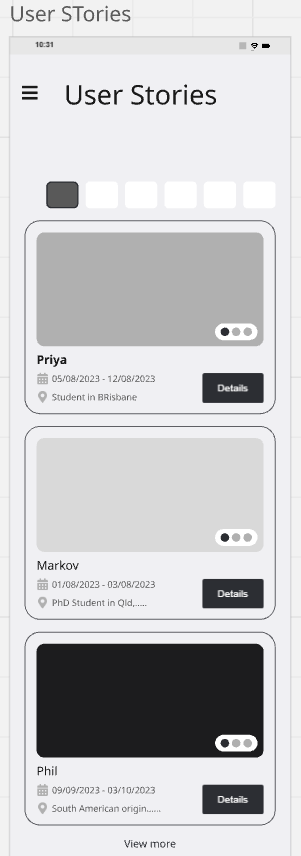 User STories
10:31
User Stories
Priya
05/08/2023 - 12/08/2023
Student in BRisbane
Details
Markov
01/08/2023 - 03/08/2023
PhD Student in Qld,.....
Details
Phil
09/09/2023 - 03/10/2023
South American origin......
Details
View more